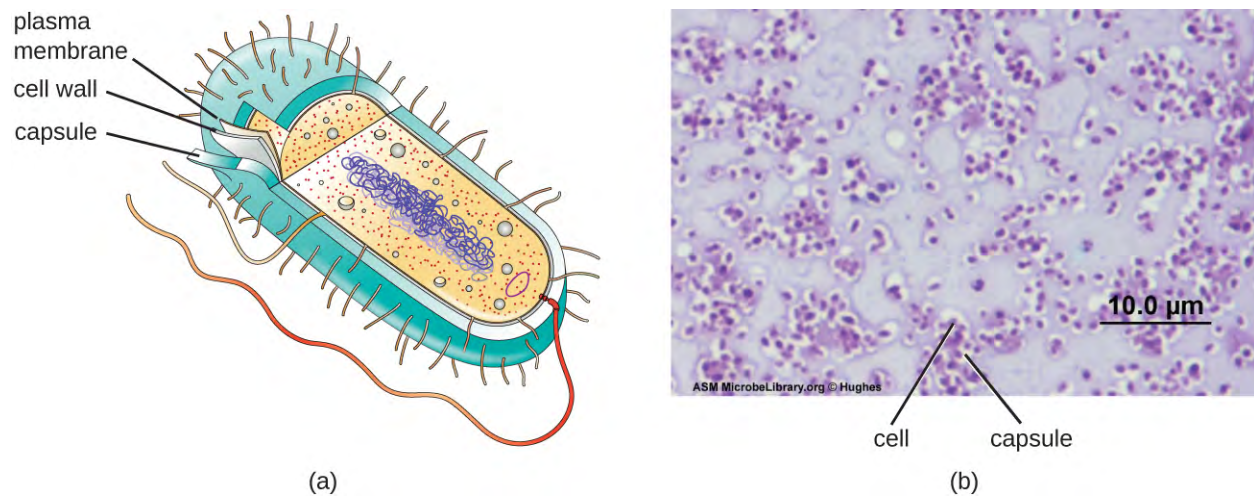 plasma
membrane
cell wall
capsule
10.0 µm
ASM MicrobeLibrary.org © Hughes
cell
capsule
(a)
(b)